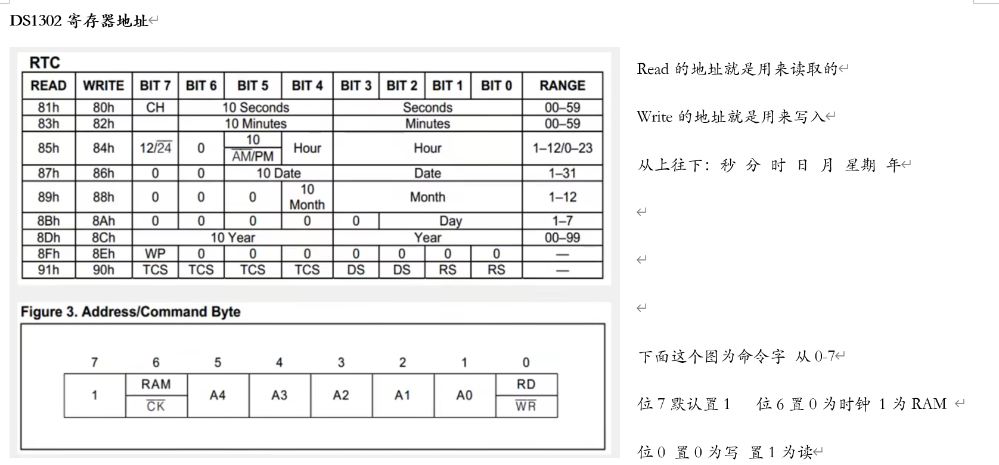 DS1302 寄存器地址
RTC
READ WRITE BIT 7 BIT 6 BIT 5 BIT 4 BIT 3 BIT 2 BIT 1 BIT 0 RANGE
81h 80h CH 10 Seconds Seconds 00–59
83h 82h 10 Minutes Minutes 00–59
85h 84h 12/24 0 10 AM/PM Hour Hour 1–12/0–23
87h 86h 0 0 10 Date Date 1–31
89h 88h 0 0 0 10 Month Month 1–12
8Bh 8Ah 0 0 0 0 0 Day 1–7
8Dh 8Ch 10 Year Year 00–99
8Fh 8Eh WP 0 0 0 0 0 0 0 —
91h 90h TCS TCS TCS TCS DS DS RS RS —
Read 的地址就是用来读取的
Write 的地址就是用来写入
从上往下：秒 分 时 日 月 星期 年
Figure 3. Address/Command Byte
7 6 5 4 3 2 1 0
1 RAM CK A4 A3 A2 A1 A0 RD WR
下面这个图为命令字 从 0-7
位 7 默认置 1 位 6 置 0 为时钟 1 为 RAM
位 0 置 0 为写 置 1 为读